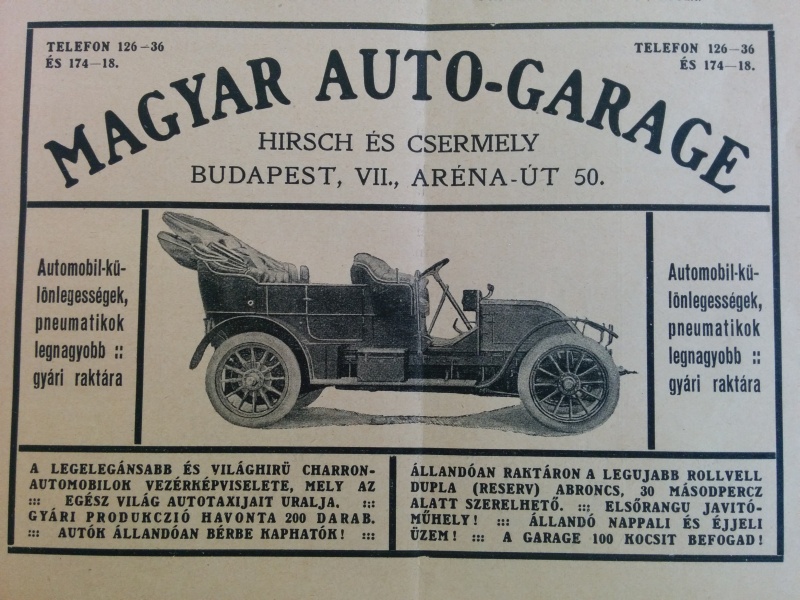 TELEFON 126—36
ÉS 174—18.
TELEFON 126—36
ÉS 174—18.
MAGYAR AUTO-GARAGE
HIRSCH ÉS CSERMELY
BUDAPEST, VII., ARÉNA-ÚT 50.
Automobil-kü-
lönlegességek,
pneumatikok
legnagyobb ::
gyári raktára
Automobil-kü-
lönlegességek,
pneumatikok
legnagyobb ::
gyári raktára
A LEGELEGÁNSABB ÉS VILÁGHIRÜ CHARRON-
AUTOMOBILOK VEZÉRKÉPVISELETE, MELY AZ
::: EGÉSZ VILÁG AUTOTAXIJAIT URALJA. :::
GYÁRI PRODUKCZIÓ HAVONTA 200 DARAB.
::: AUTÓK ÁLLANDÓAN BÉRBE KAPHATÓK! :::
ÁLLANDÓAN RAKTÁRON A LEGUJABB ROLLVELL
DUPLA (RESERV) ABRONCS, 30 MÁSODPERCZ
ALATT SZERELHETŐ. ::: ELSŐRANGU JAVITÓ-
MŰHELY! ::: ÁLLANDÓ NAPPALI ÉS ÉJJELI
ÜZEM! ::: A GARAGE 100 KOCSIT BEFOGAD!